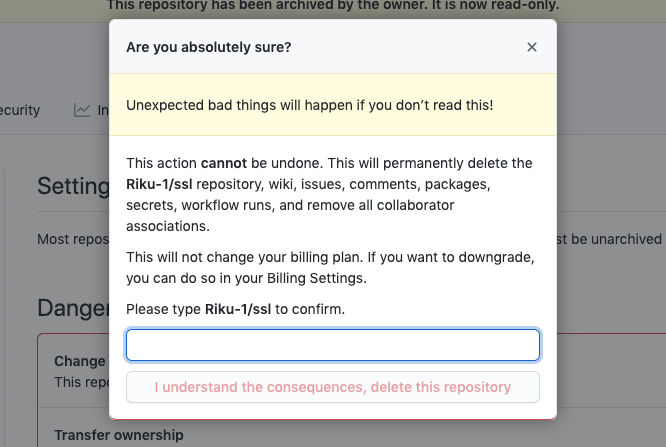 This repository has been archived by the owner. It is now read-only.
Are you absolutely sure?
ecurity
In
Unexpected bad things will happen if you don’t read this!
This action cannot be undone. This will permanently delete the
Riku-1/ssl repository, wiki, issues, comments, packages,
secrets, workflow runs, and remove all collaborator
associations.
Setting
Most repos
st be unarchived
This will not change your billing plan. If you want to downgrade,
you can do so in your Billing Settings.
Please type Riku-1/ssl to confirm.
Danger
Change
This repo
I understand the consequences, delete this repository
Transfer ownership